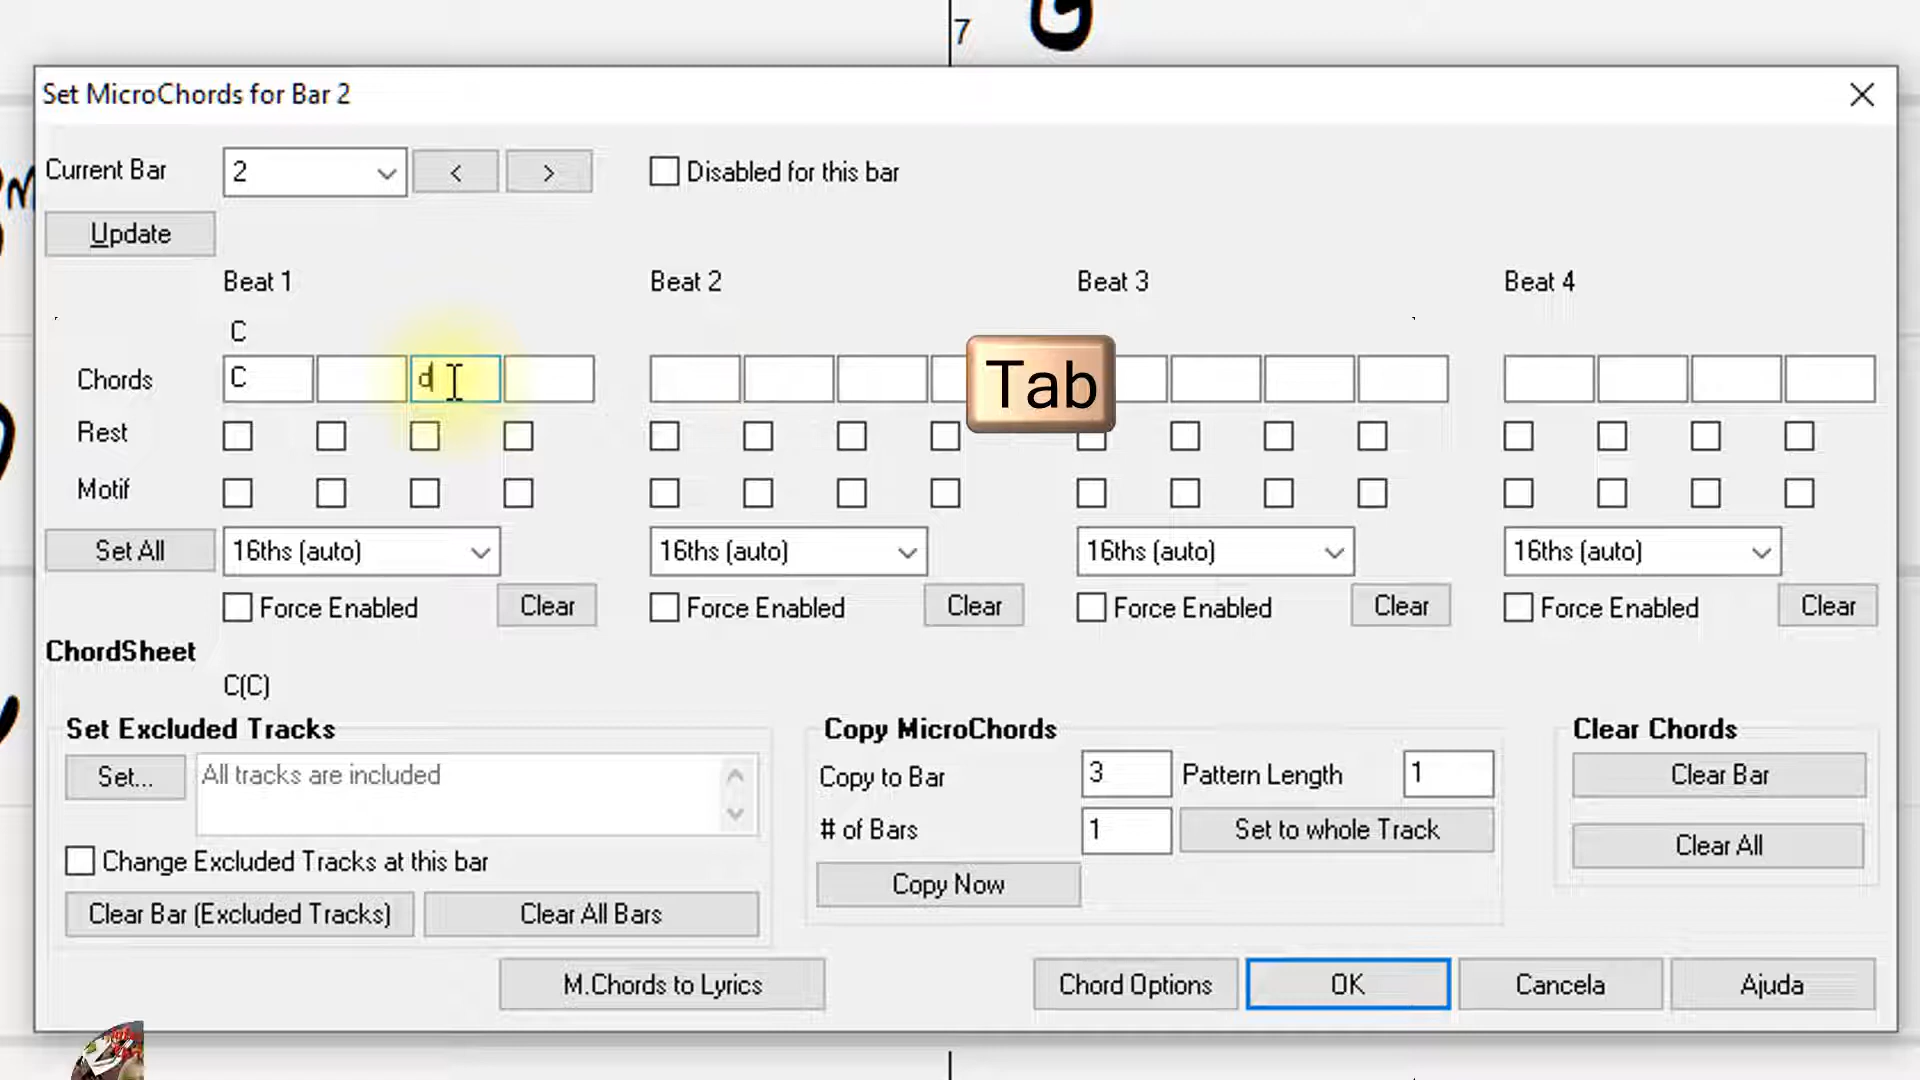 7 G
Set MicroChords for Bar 2
Current Bar 2 < > Disabled for this bar
Update
Beat 1 Beat 2 Beat 3 Beat 4
C
Chords C d Tab
Rest
Motif
Set All 16ths (auto) 16ths (auto) 16ths (auto) 16ths (auto)
Force Enabled Clear Force Enabled Clear Force Enabled Clear Force Enabled Clear
ChordSheet
C(C)
Set Excluded Tracks Copy MicroChords Clear Chords
Set... All tracks are included Copy to Bar 3 Pattern Length 1 Clear Bar
# of Bars 1 Set to whole Track Clear All
Change Excluded Tracks at this bar
Copy Now
Clear Bar (Excluded Tracks) Clear All Bars
M.Chords to Lyrics Chord Options OK Cancela Ajuda